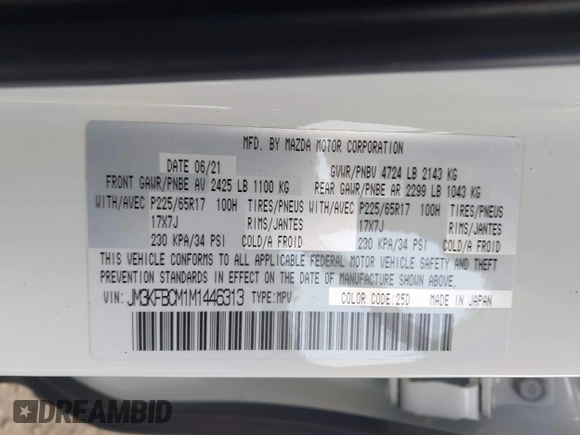 MFD. BY MAZDA MOTOR CORPORATION
DATE 06/21 GVWR/PNBV 4724 LB 2143 KG
FRONT GAWR/PNBE AV 2425 LB 1100 KG REAR GAWR/PNBE AR 2299 LB 1043 KG
WITH/AVEC P225/65R17 100H TIRES/PNEUS WITH/AVEC P225/65R17 100H TIRES/PNEUS
17X7J RIMS/JANTES 17X7J RIMS/JANTES
230 KPA/34 PSI COLD/A FROID 230 KPA/34 PSI COLD/A FROID
THIS VEHICLE CONFORMS TO ALL APPLICABLE FEDERAL MOTOR VEHICLE SAFETY AND THEFT
PREVENTION STANDARDS IN EFFECT ON THE DATE OF MANUFACTURE SHOWN ABOVE.
VIN: JM3KFBCM1M1446313 TYPE:MPV COLOR CODE:25D MADE IN JAPAN
DREAMBID